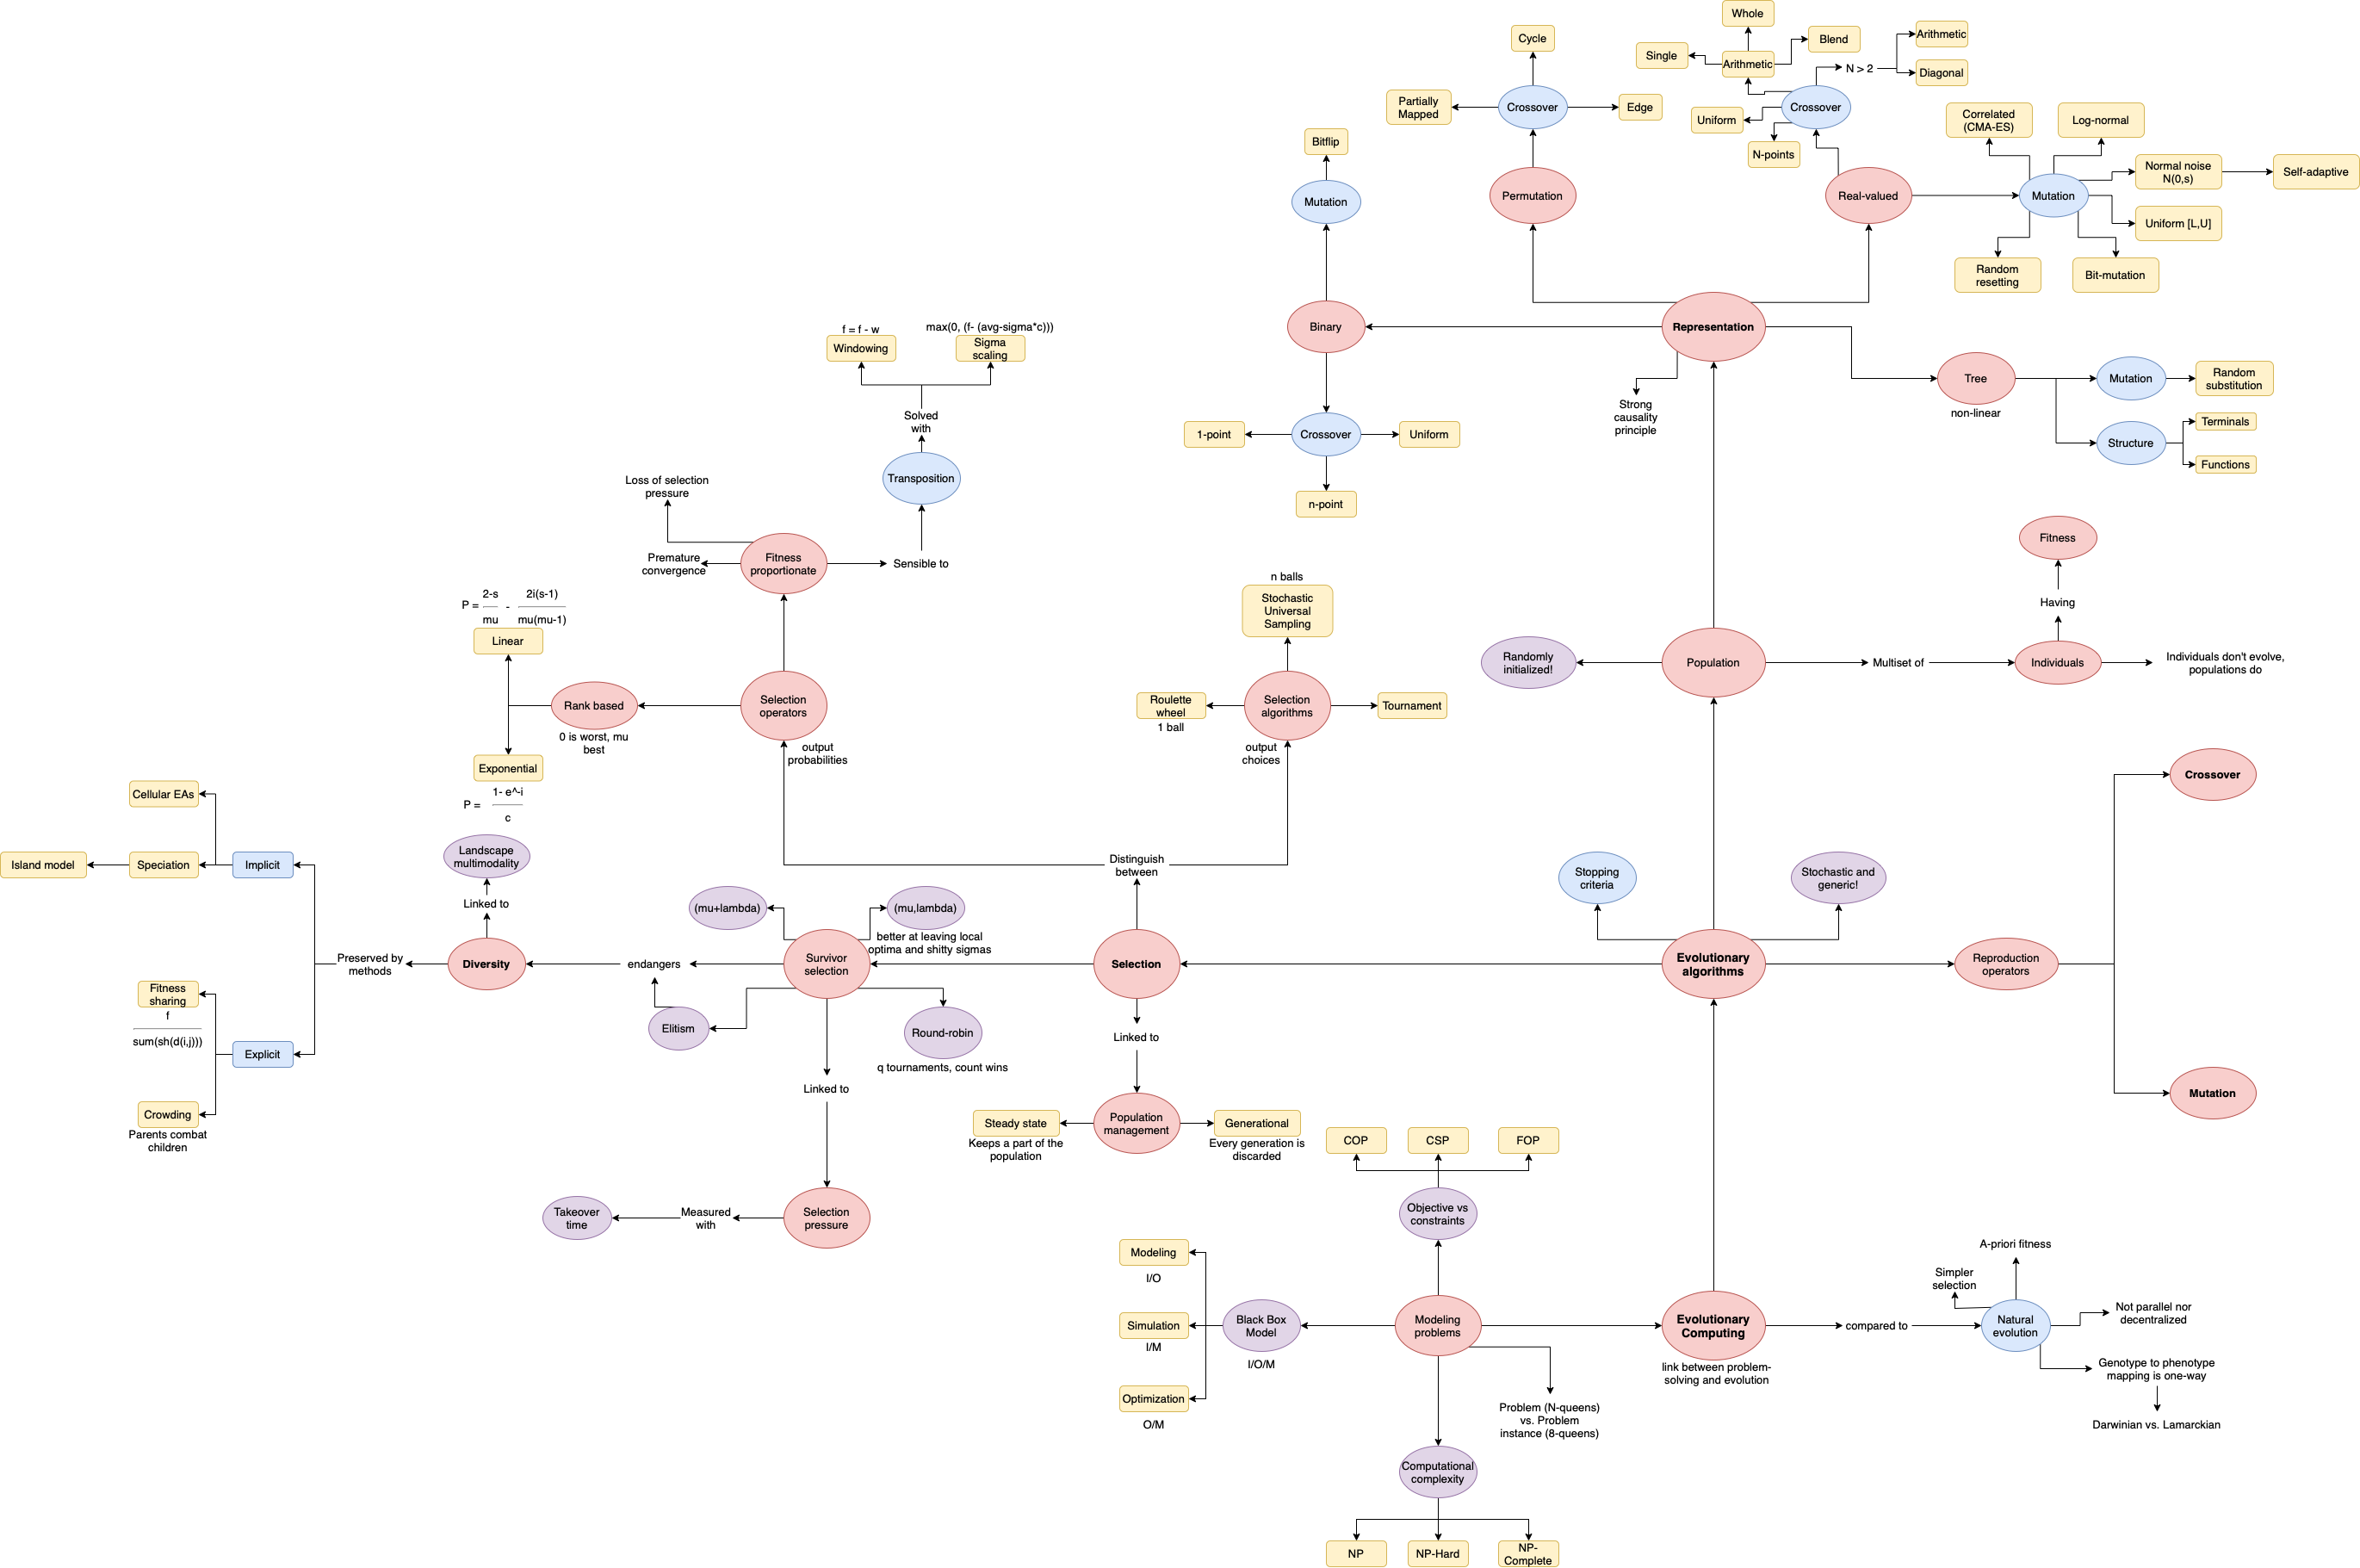 Whole
Cycle
Single
Arithmetic
Blend
Arithmetic
N > 2
Diagonal
Partially
Mapped
Crossover
Edge
Uniform
Crossover
N-points
Correlated
(CMA-ES)
Log-normal
Bitflip
Mutation
Permutation
Real-valued
Mutation
Normal noise
N(0,s)
Self-adaptive
Uniform [L,U]
Random
resetting
Bit-mutation
Binary
Representation
f = f - w
Windowing
max(0, (f- (avg-sigma*c)))
Sigma
scaling
Strong
causality
principle
Tree
non-linear
Mutation
Random
substitution
Structure
Terminals
Functions
1-point
Crossover
Uniform
n-point
Solved
with
Transposition
Loss of selection
pressure
Premature
convergence
Fitness
proportionate
Sensible to
Fitness
Having
n balls
Stochastic
Universal
Sampling
P =
2-s
mu
-
2i(s-1)
mu(mu-1)
Linear
Rank based
0 is worst, mu
best
Selection
operators
output
probabilities
Roulette
wheel
1 ball
Selection
algorithms
output
choices
Tournament
Randomly
initialized!
Population
Multiset of
Individuals
Individuals don't evolve,
populations do
Exponential
P =
1- e^-i
c
Cellular EAs
Landscape
multimodality
Island model
Speciation
Implicit
Linked to
Distinguish
between
Stopping
criteria
Stochastic and
generic!
Crossover
(mu+lambda)
(mu,lambda)
better at leaving local
optima and shitty sigmas
Preserved by
methods
Diversity
endangers
Survivor
selection
Selection
Evolutionary
algorithms
Reproduction
operators
Fitness
sharing
f
sum(sh(d(i,j)))
Explicit
Crowding
Parents combat
children
Elitism
Round-robin
q tournaments, count wins
Linked to
Linked to
Mutation
Steady state
Keeps a part of the
population
Population
management
Generational
Every generation is
discarded
COP
CSP
FOP
Takeover
time
Measured
with
Selection
pressure
Objective vs
constraints
Modeling
I/O
Simulation
I/M
Optimization
O/M
Black Box
Model
I/O/M
Modeling
problems
Evolutionary
Computing
link between problem-
solving and evolution
compared to
Natural
evolution
A-priori fitness
Simpler
selection
Not parallel nor
decentralized
Genotype to phenotype
mapping is one-way
Darwinian vs. Lamarckian
Problem (N-queens)
vs. Problem
instance (8-queens)
Computational
complexity
NP
NP-Hard
NP-
Complete